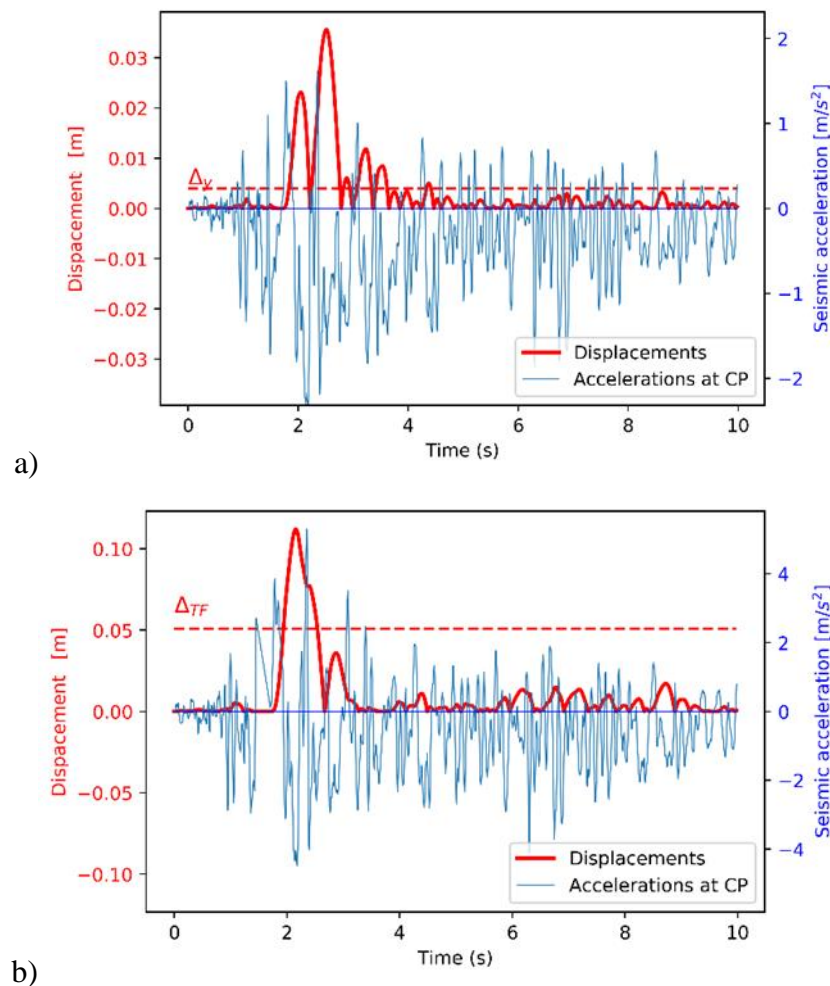 0.03
0.02
0.01
0.00
−0.01
−0.02
−0.03
Dispacement [m]
Δy
2
1
0
−1
−2
Seismic acceleration [m/s²]
Displacements
Accelerations at CP
0 2 4 6 8 10
Time (s)
a)
0.10
0.05
0.00
−0.05
−0.10
Dispacement [m]
ΔTF
4
2
0
−2
−4
Seismic acceleration [m/s²]
Displacements
Accelerations at CP
0 2 4 6 8 10
Time (s)
b)